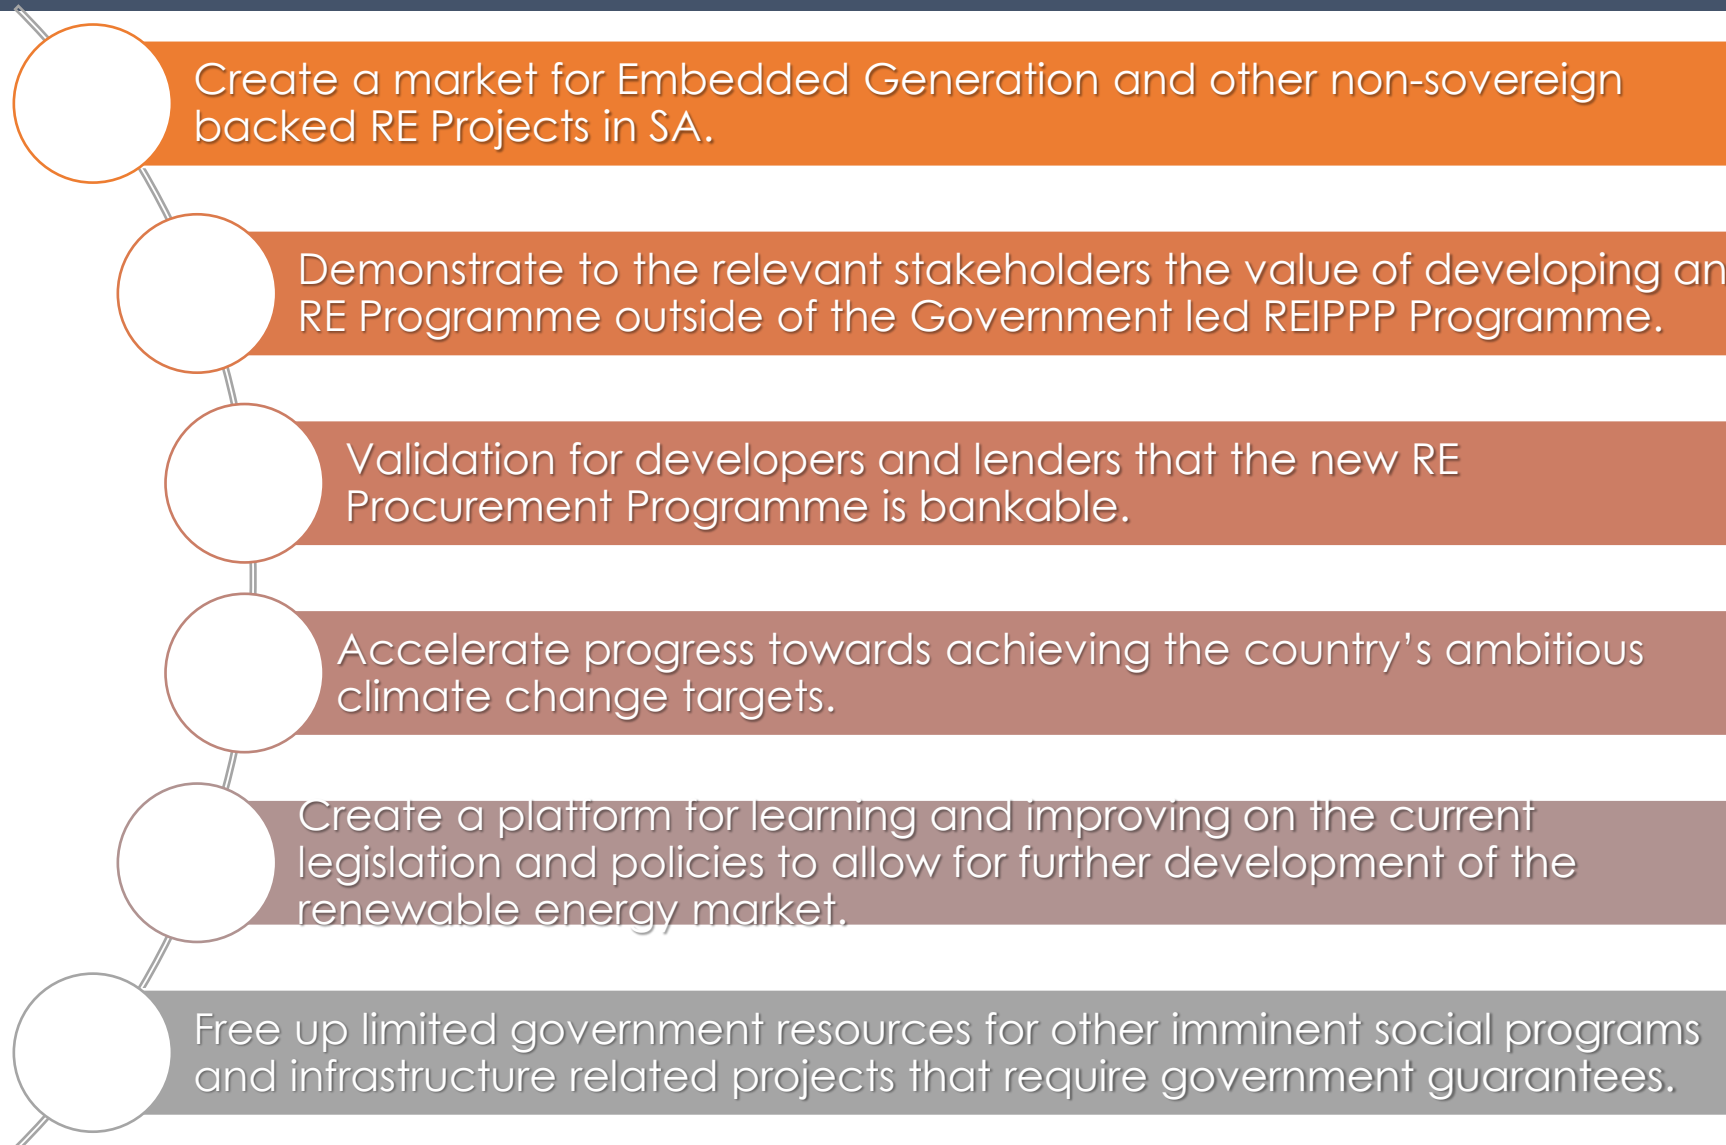 Create a market for Embedded Generation and other non-sovereign
backed RE Projects in SA.
Demonstrate to the relevant stakeholders the value of developing an
RE Programme outside of the Government led REIPPP Programme.
Validation for developers and lenders that the new RE
Procurement Programme is bankable.
Accelerate progress towards achieving the country’s ambitious
climate change targets.
Create a platform for learning and improving on the current
legislation and policies to allow for further development of the
renewable energy market.
Free up limited government resources for other imminent social programs
and infrastructure related projects that require government guarantees.